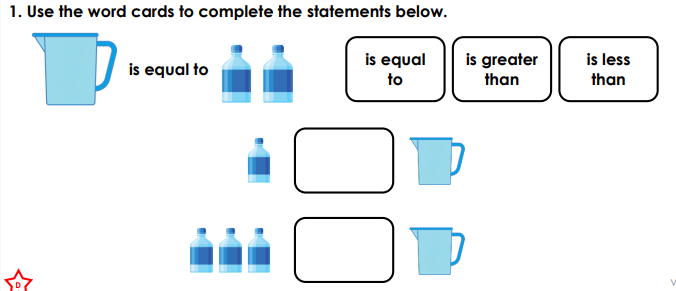 1. Use the word cards to complete the statements below.
is equal to
is equal
to
is greater
than
is less
than
D
V